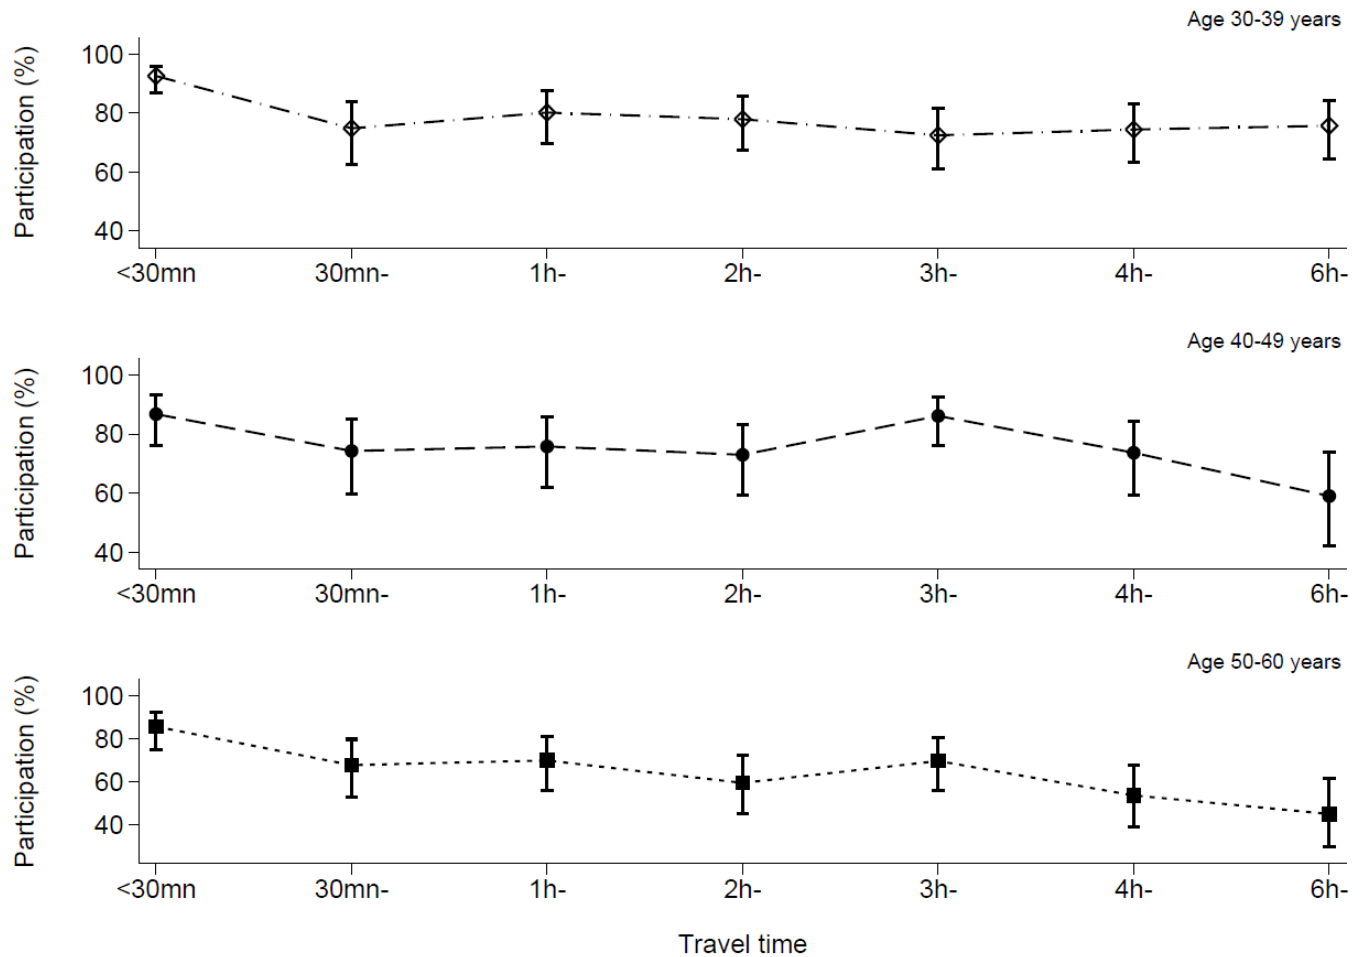 Age 30-39 years
Participation (%)
100
80
60
40
<30mn 30mn- 1h- 2h- 3h- 4h- 6h-
Age 40-49 years
Participation (%)
100
80
60
40
<30mn 30mn- 1h- 2h- 3h- 4h- 6h-
Age 50-60 years
Participation (%)
100
80
60
40
<30mn 30mn- 1h- 2h- 3h- 4h- 6h-
Travel time